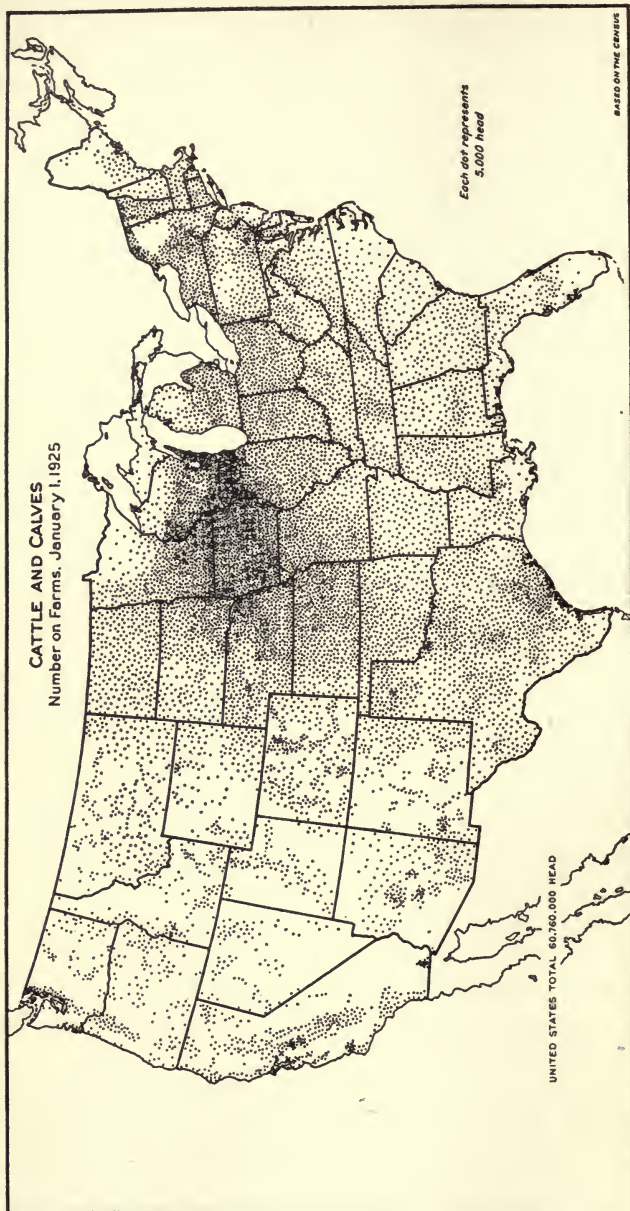 CATTLE AND CALVES
Number on Farms, January 1, 1925
Each dot represents
5,000 head
UNITED STATES TOTAL 60,760,000 HEAD
BASED ON THE CENSUS